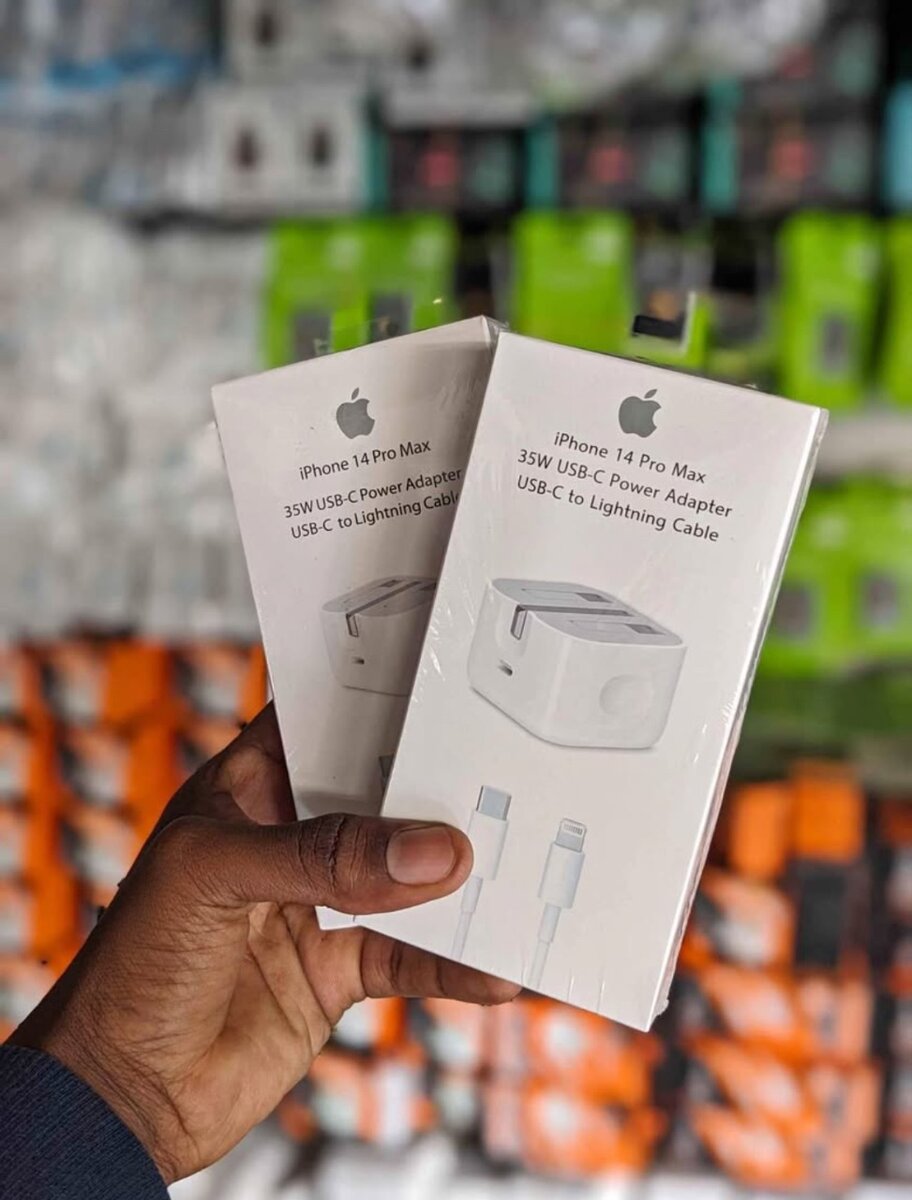 iPhone 14 Pro Max
35W USB-C Power Adapter
USB-C to Lightning Cable
iPhone 14 Pro Max
35W USB-C Power Adapter
USB-C to Lightning Cable